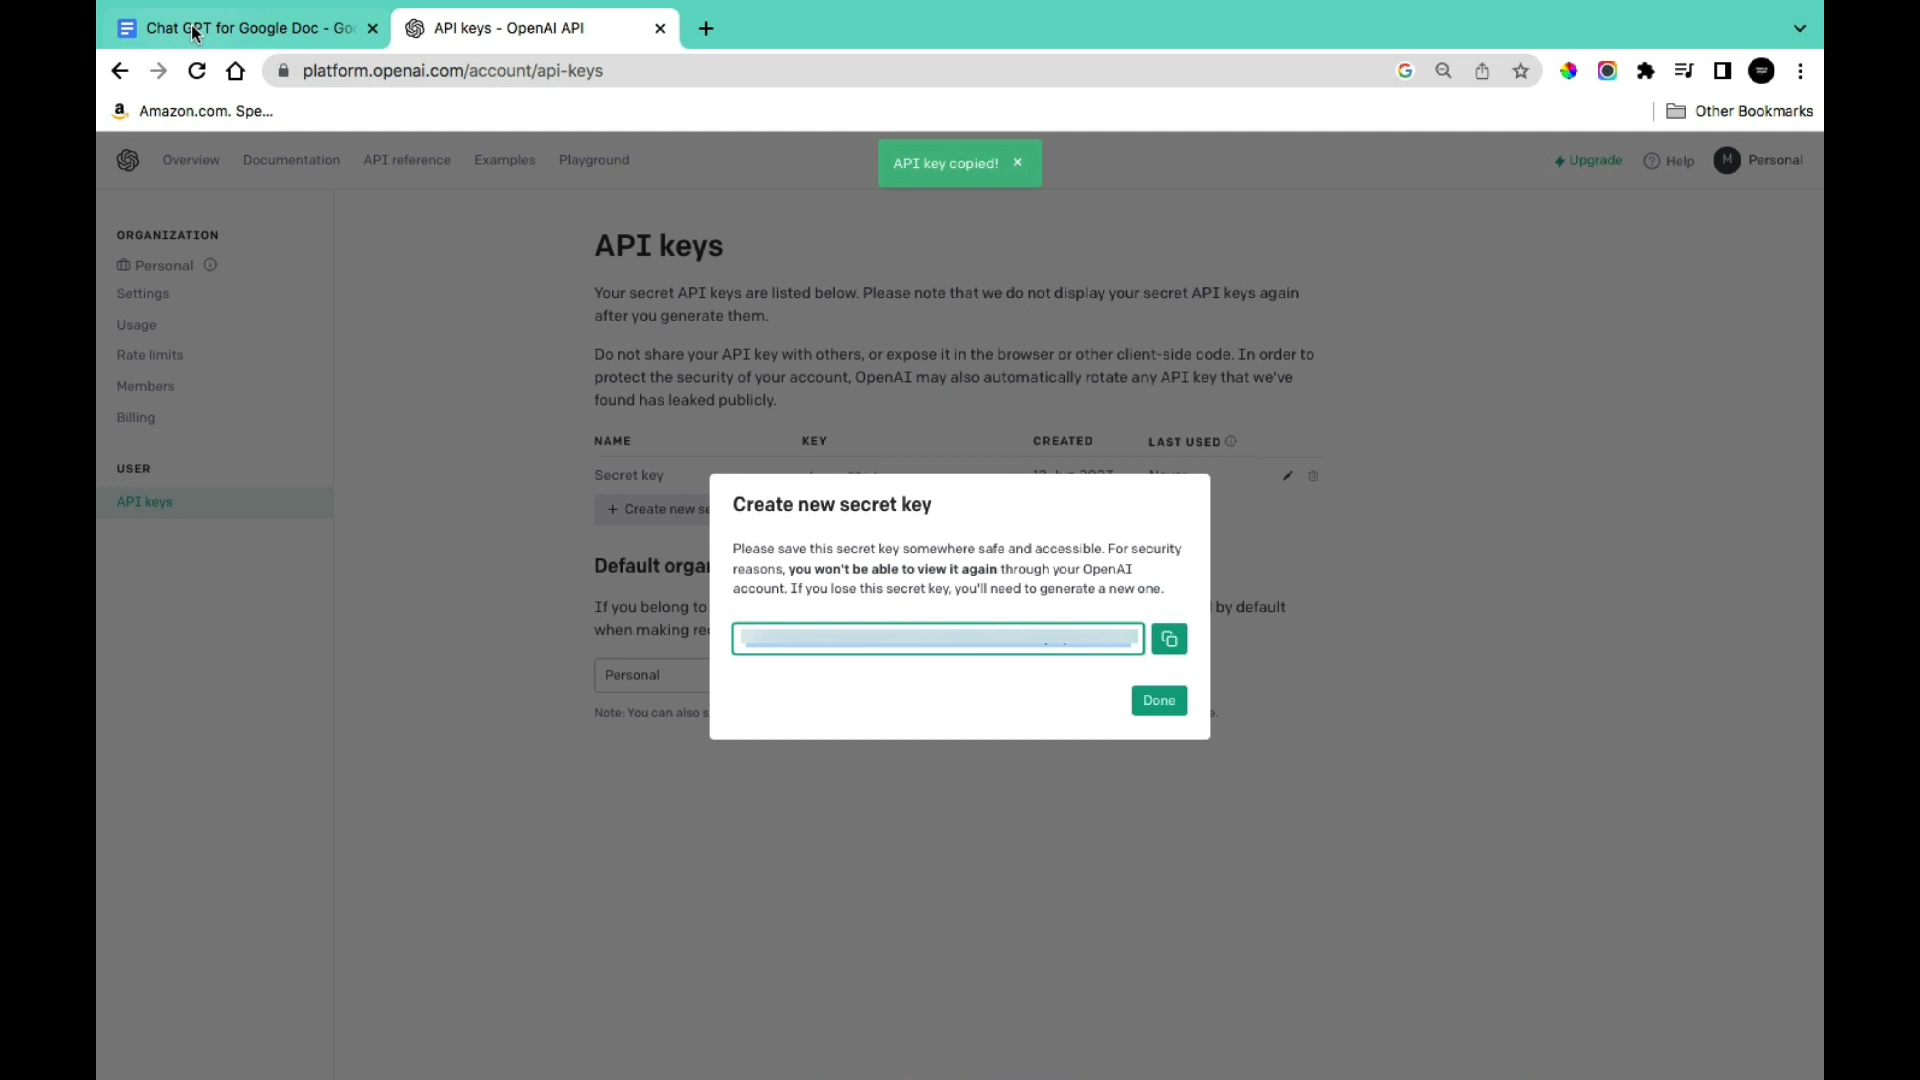 Chat GPT for Google Doc - Goo
API keys - OpenAI API
platform.openai.com/account/api-keys
Amazon.com. Spe...
Other Bookmarks
Overview
Documentation
API reference
Examples
Playground
API key copied!
Upgrade
Help
M
Personal
ORGANIZATION
Personal
Settings
Usage
Rate limits
Members
Billing
USER
API keys
API keys
Your secret API keys are listed below. Please note that we do not display your secret API keys again
after you generate them.
Do not share your API key with others, or expose it in the browser or other client-side code. In order to
protect the security of your account, OpenAI may also automatically rotate any API key that we've
found has leaked publicly.
NAME KEY CREATED LAST USED
Secret key
+ Create new se
Default organ
If you belong to by default
when making req
Personal
Note: You can also s
Create new secret key
Please save this secret key somewhere safe and accessible. For security
reasons, you won't be able to view it again through your OpenAI
account. If you lose this secret key, you'll need to generate a new one.
Done